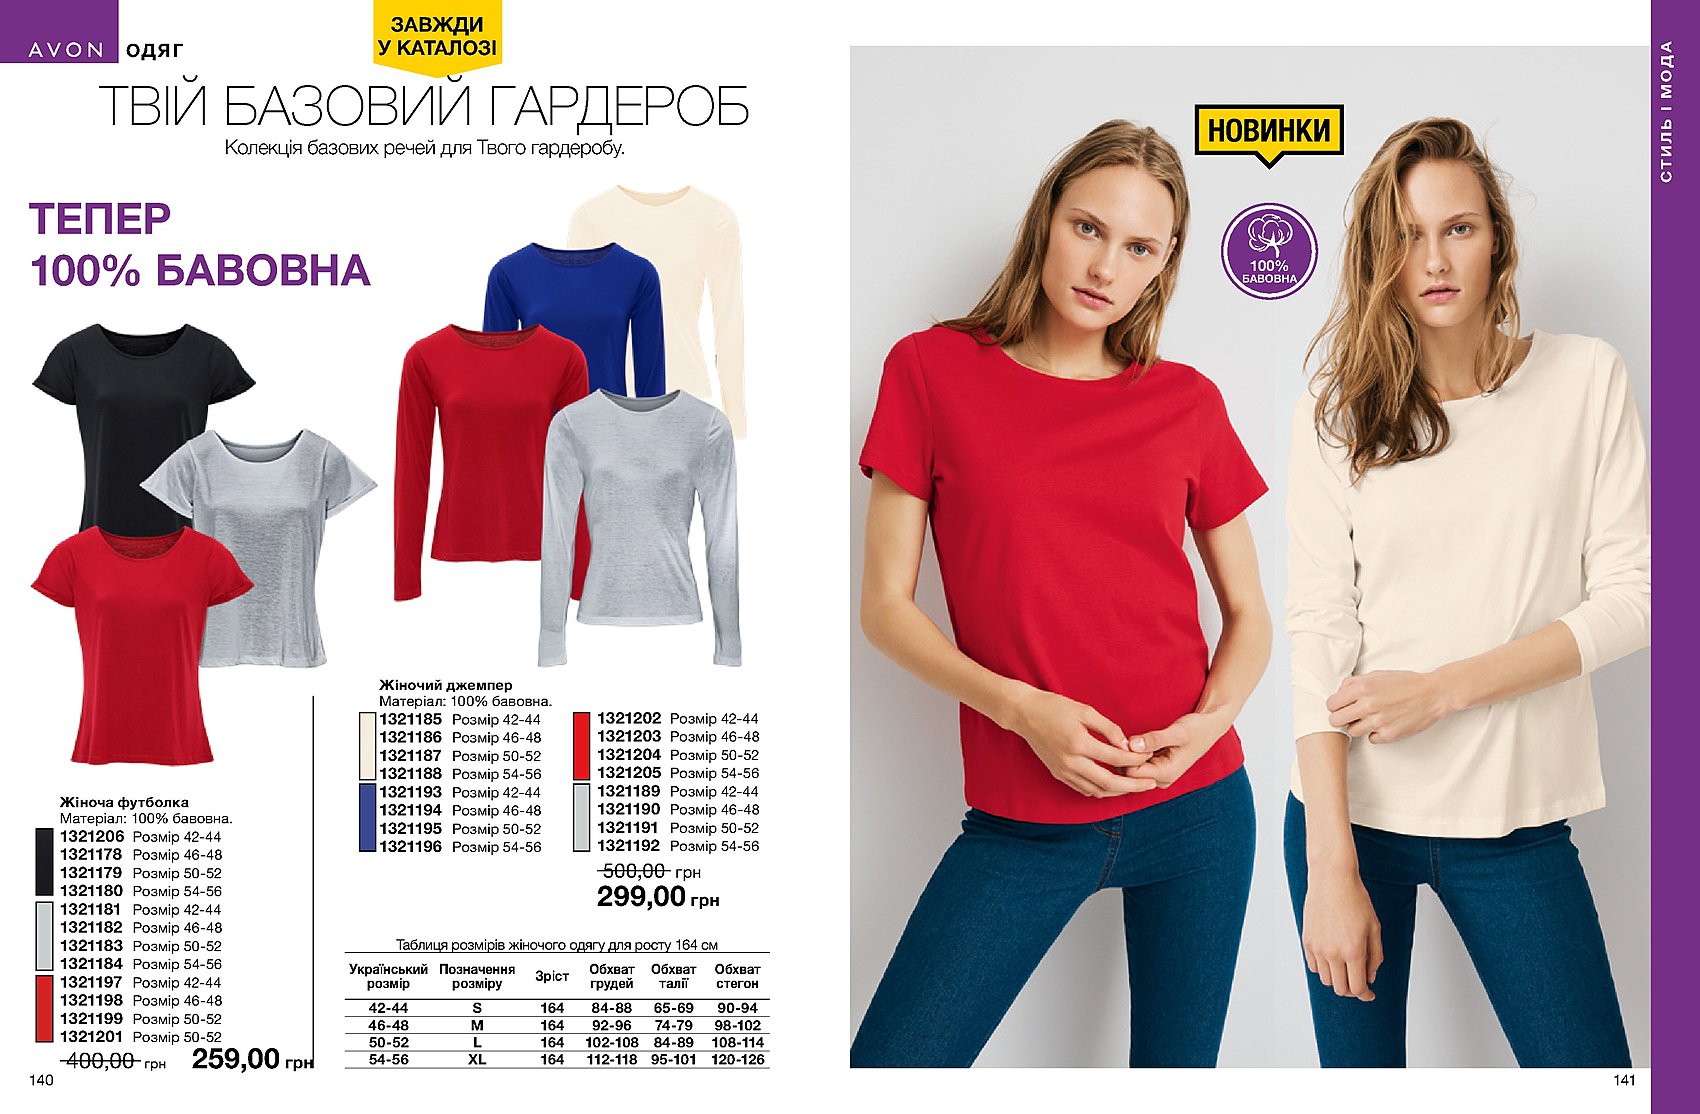 AVON ОДЯГ
ЗАВЖДИ
У КАТАЛОЗІ
ТВІЙ БАЗОВИЙ ГАРДЕРОБ
Колекція базових речей для Твого гардеробу.
ТЕПЕР
100% БАВОВНА
Жіноча футболка
Матеріал: 100% бавовна.
1321206 Розмір 42-44
1321178 Розмір 46-48
1321179 Розмір 50-52
1321180 Розмір 54-56
1321181 Розмір 42-44
1321182 Розмір 46-48
1321183 Розмір 50-52
1321184 Розмір 54-56
1321197 Розмір 42-44
1321198 Розмір 46-48
1321199 Розмір 50-52
1321201 Розмір 50-52
400,00 грн 259,00 грн
140
Жіночий джемпер
Матеріал: 100% бавовна.
1321185 Розмір 42-44
1321186 Розмір 46-48
1321187 Розмір 50-52
1321188 Розмір 54-56
1321193 Розмір 42-44
1321194 Розмір 46-48
1321195 Розмір 50-52
1321196 Розмір 54-56
1321202 Розмір 42-44
1321203 Розмір 46-48
1321204 Розмір 50-52
1321205 Розмір 54-56
1321189 Розмір 42-44
1321190 Розмір 46-48
1321191 Розмір 50-52
1321192 Розмір 54-56
500,00 грн
299,00 грн
Таблиця розмірів жіночого одягу для росту 164 см
Український розмір Позначення розміру Зріст Обхват грудей Обхват талії Обхват стегон
42-44 S 164 84-88 65-69 90-94
46-48 M 164 92-96 74-79 98-102
50-52 L 164 102-108 84-89 108-114
54-56 XL 164 112-118 95-101 120-126
НОВИНКИ
100%
БАВОВНА
СТИЛЬ І МОДА
141